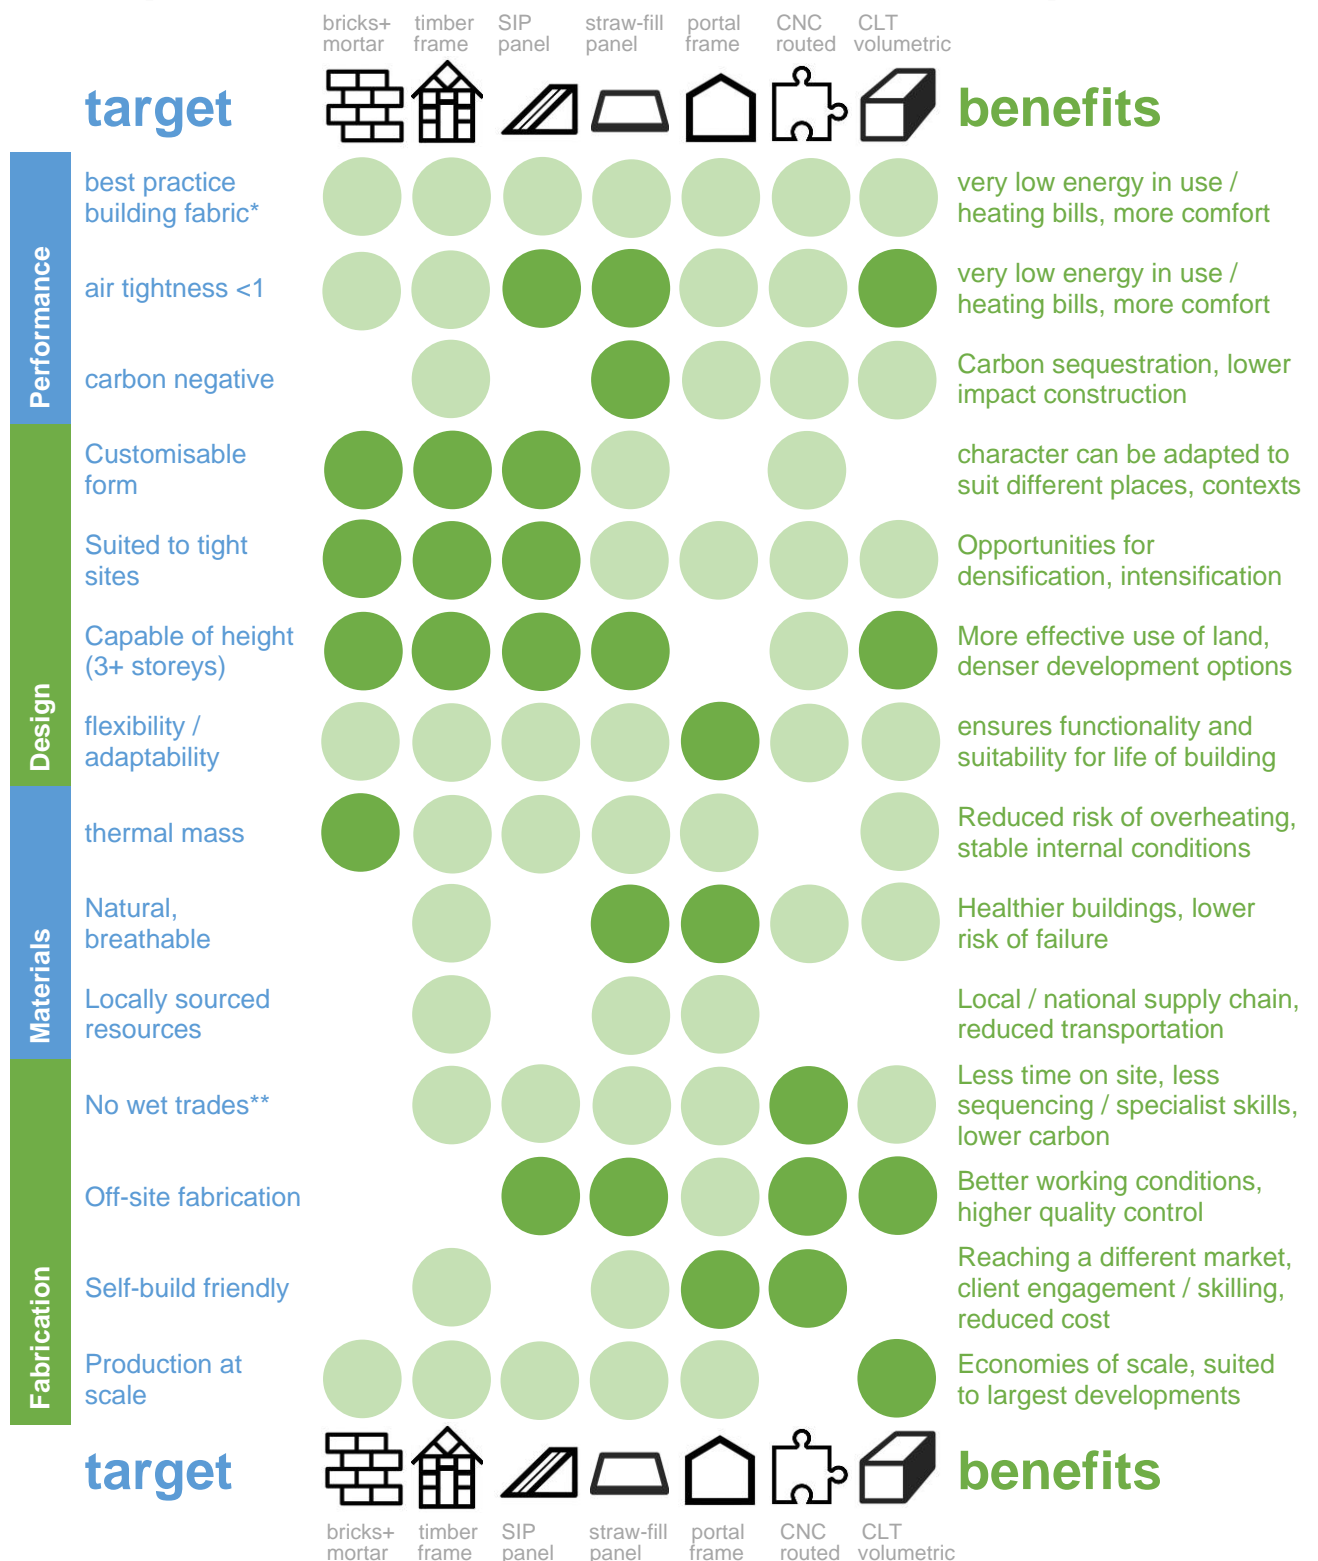 bricks+ timber SIP straw-fill portal CNC CLT
mortar frame panel panel frame routed volumetric
target benefits
Performance
best practice
building fabric*
very low energy in use /
heating bills, more comfort
air tightness <1
very low energy in use /
heating bills, more comfort
carbon negative
Carbon sequestration, lower
impact construction
Design
Customisable
form
character can be adapted to
suit different places, contexts
Suited to tight
sites
Opportunities for
densification, intensification
Capable of height
(3+ storeys)
More effective use of land,
denser development options
flexibility /
adaptability
ensures functionality and
suitability for life of building
Materials
thermal mass
Reduced risk of overheating,
stable internal conditions
Natural,
breathable
Healthier buildings, lower
risk of failure
Locally sourced
resources
Local / national supply chain,
reduced transportation
Fabrication
No wet trades**
Less time on site, less
sequencing / specialist skills,
lower carbon
Off-site fabrication
Better working conditions,
higher quality control
Self-build friendly
Reaching a different market,
client engagement / skilling,
reduced cost
Production at
scale
Economies of scale, suited
to largest developments
target benefits
bricks+ timber SIP straw-fill portal CNC CLT
mortar frame panel panel frame routed volumetric